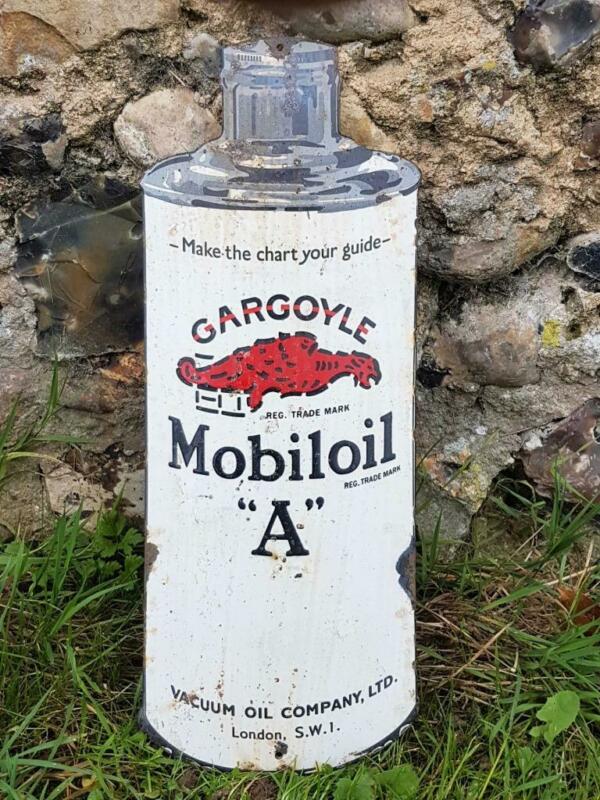 -Make the chart your guide-
GARGOYLE
REG. TRADE MARK
Mobiloil
REG. TRADE MARK
"A"
VACUUM OIL COMPANY, LTD.
London, S.W.1.